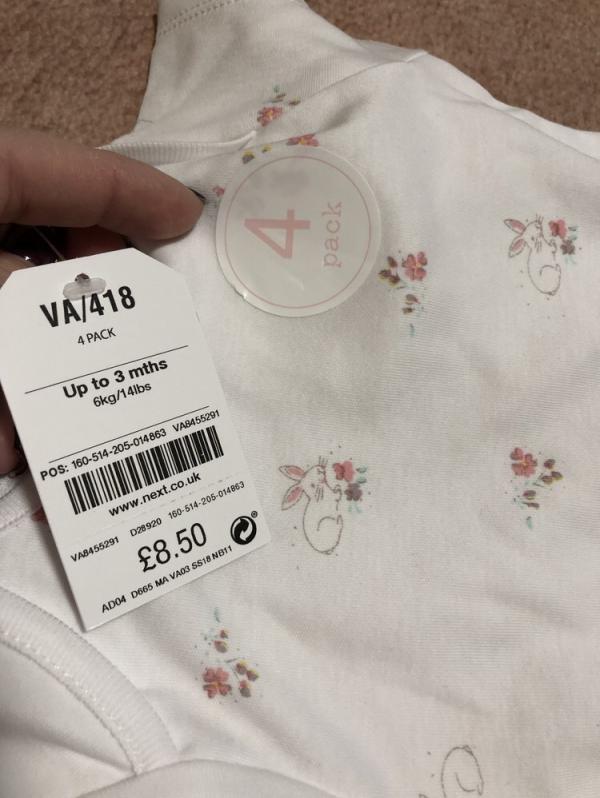 4
pack
VA/418
4 PACK
Up to 3 mths
6kg/14lbs
POS: 160-514-205-014863 VA8455291
www.next.co.uk
VA8455291 D28920 160-514-205-014863
£8.50
AD04 D665 MA VA03 SS18 NB11